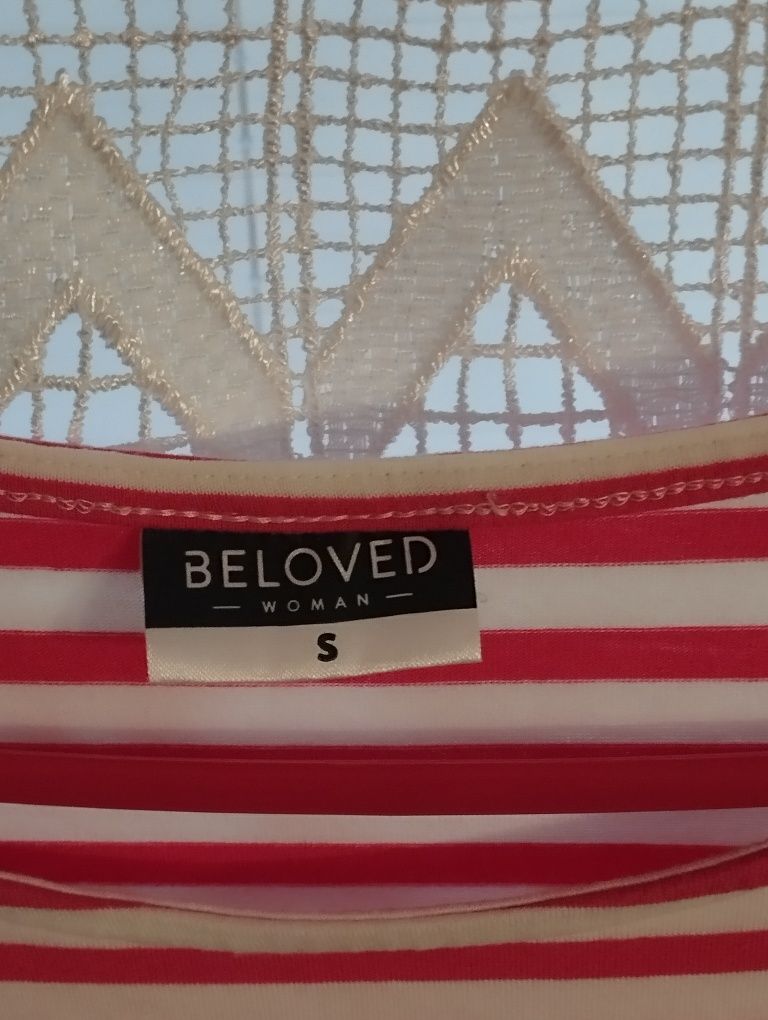 BELOVED
— WOMAN —
S